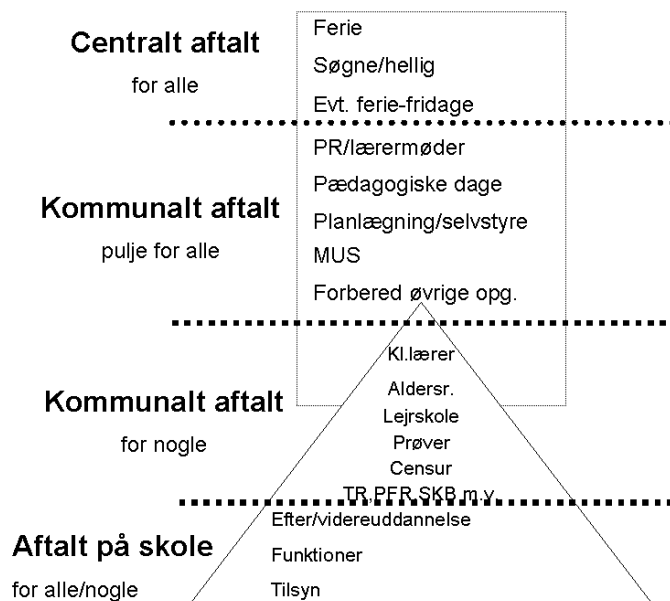 Centralt aftalt
for alle
Ferie
Søgne/hellig
Evt. ferie-fridage
Kommunalt aftalt
pulje for alle
PR/lærermøder
Pædagogiske dage
Planlægning/selvstyre
MUS
Forbered øvrige opg.
Kommunalt aftalt
for nogle
Kl.lærer
Aldersr.
Lejrskole
Prøver
Censur
TR,PFR,SKB m.v
Aftalt på skole
for alle/nogle
Efter/videreuddannelse
Funktioner
Tilsyn